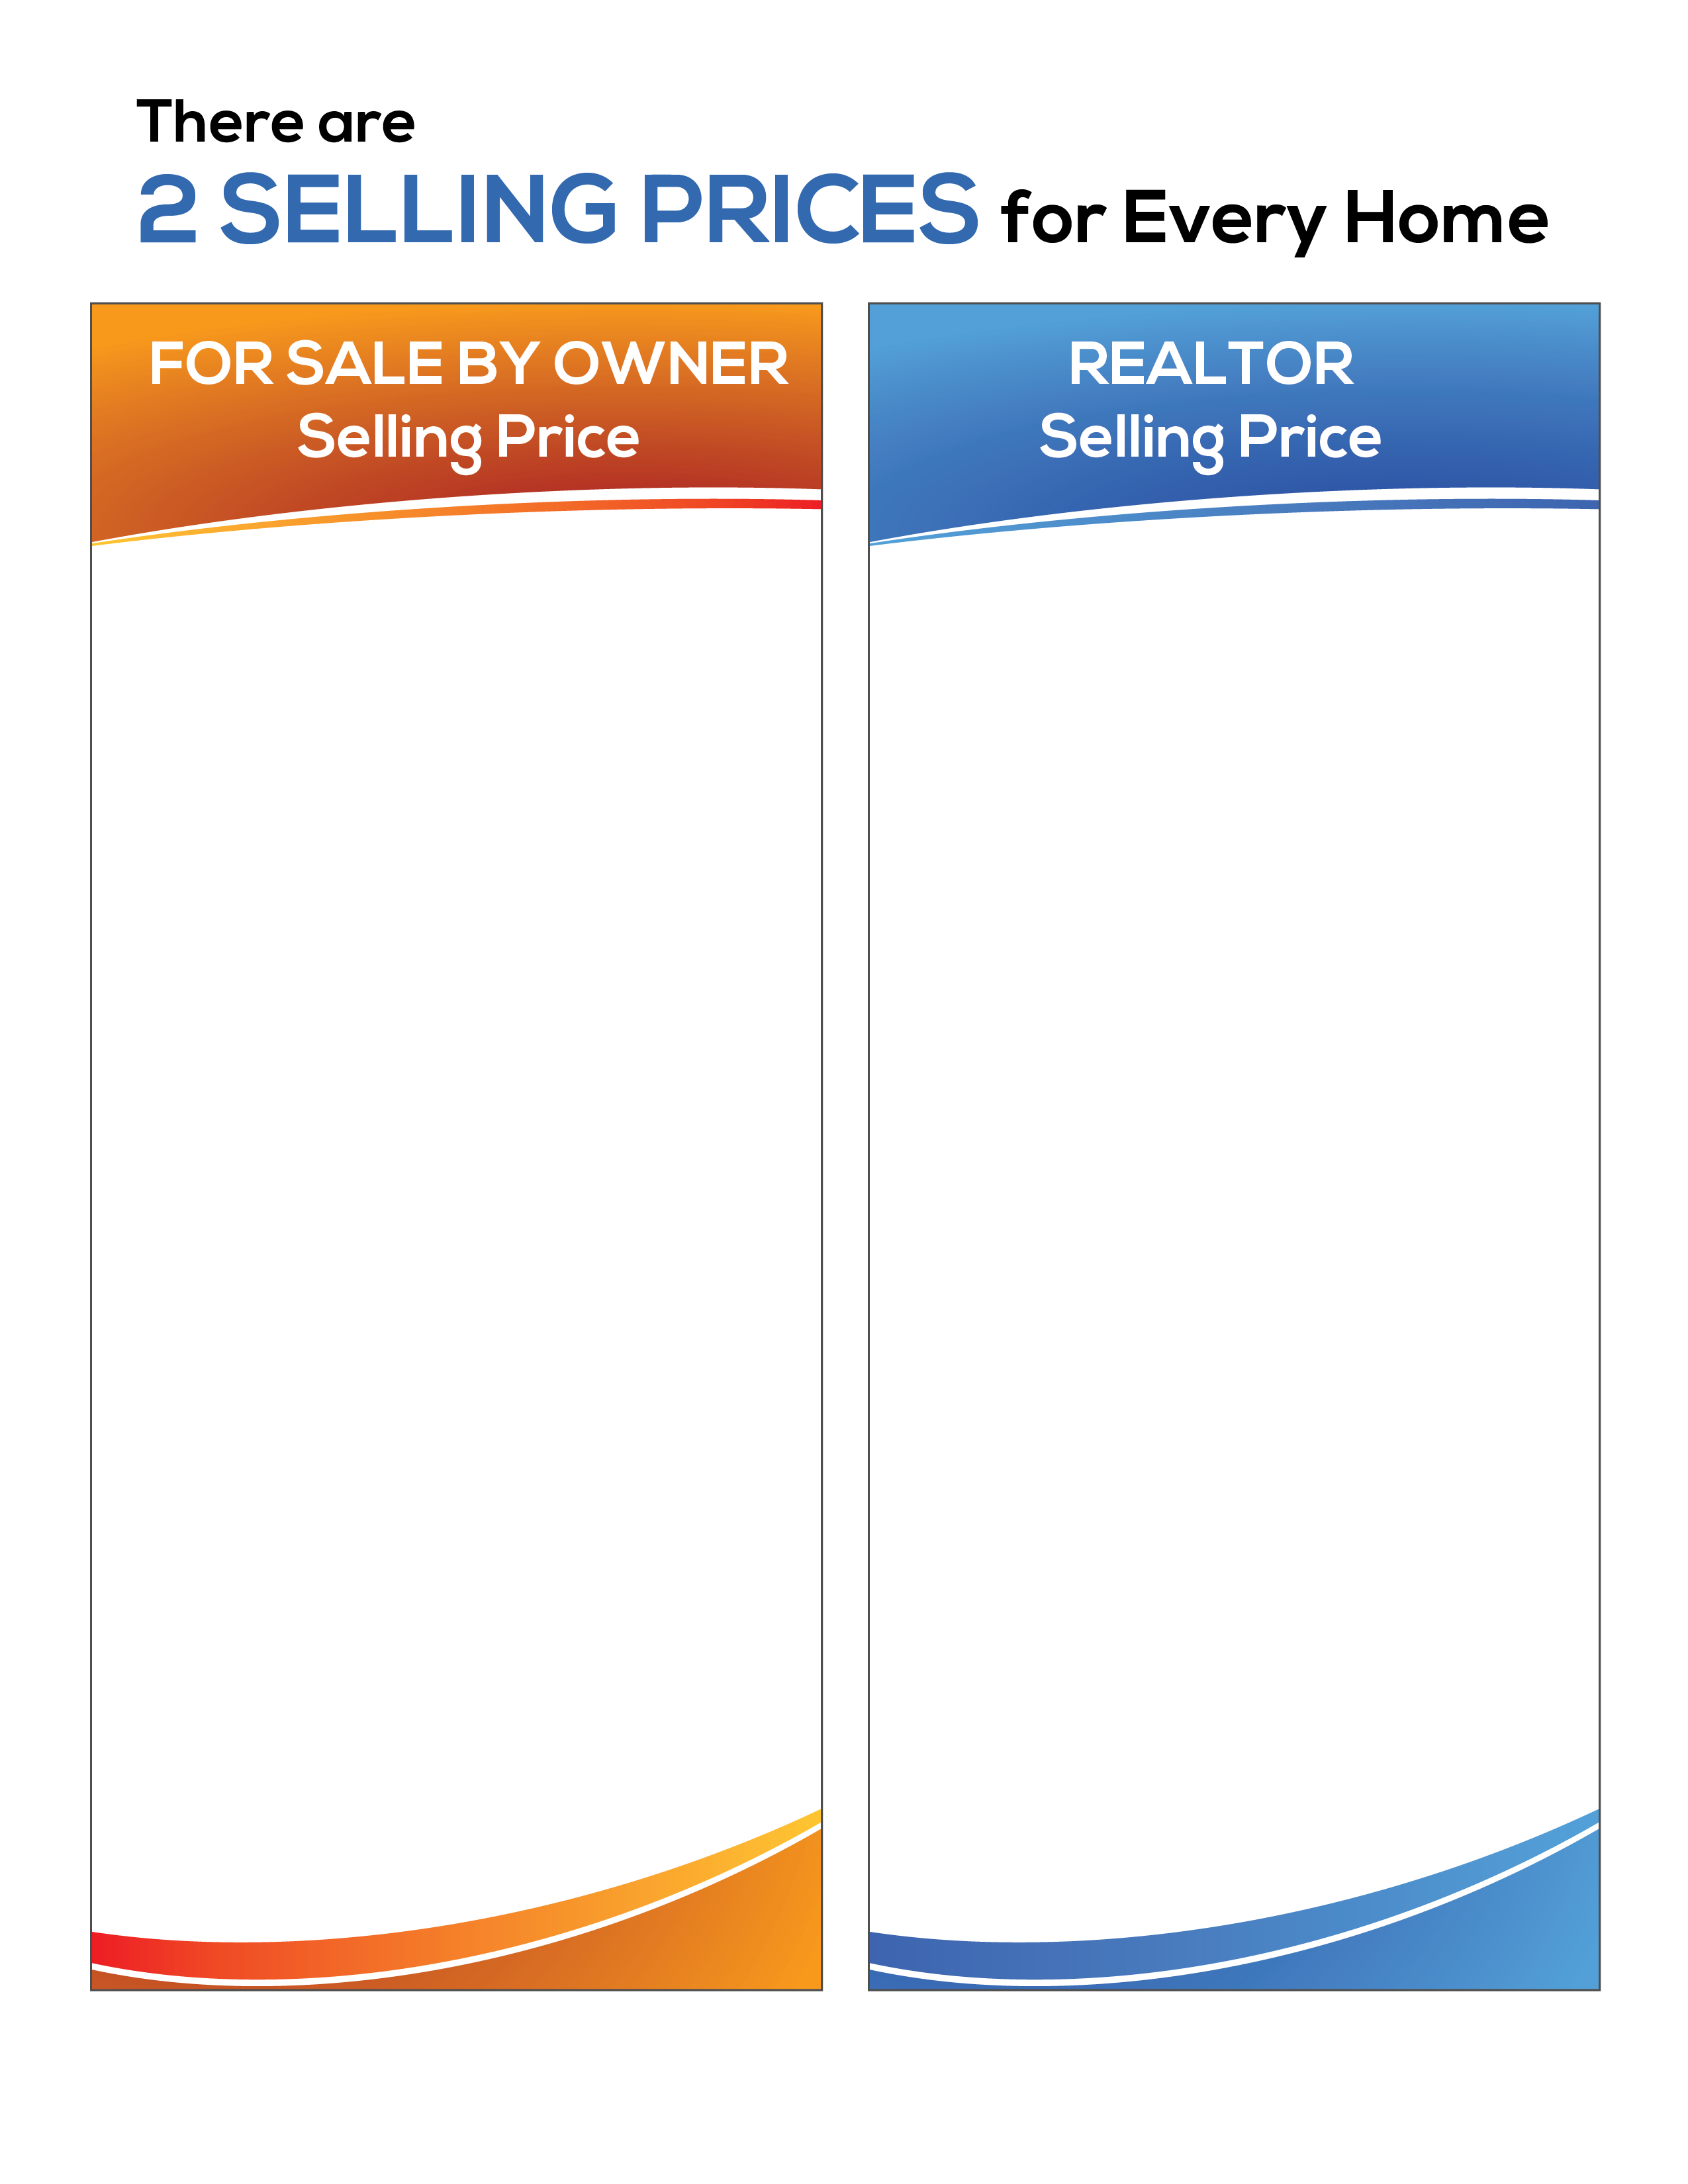 There are
2 SELLING PRICES for Every Home
FOR SALE BY OWNER
Selling Price
REALTOR
Selling Price